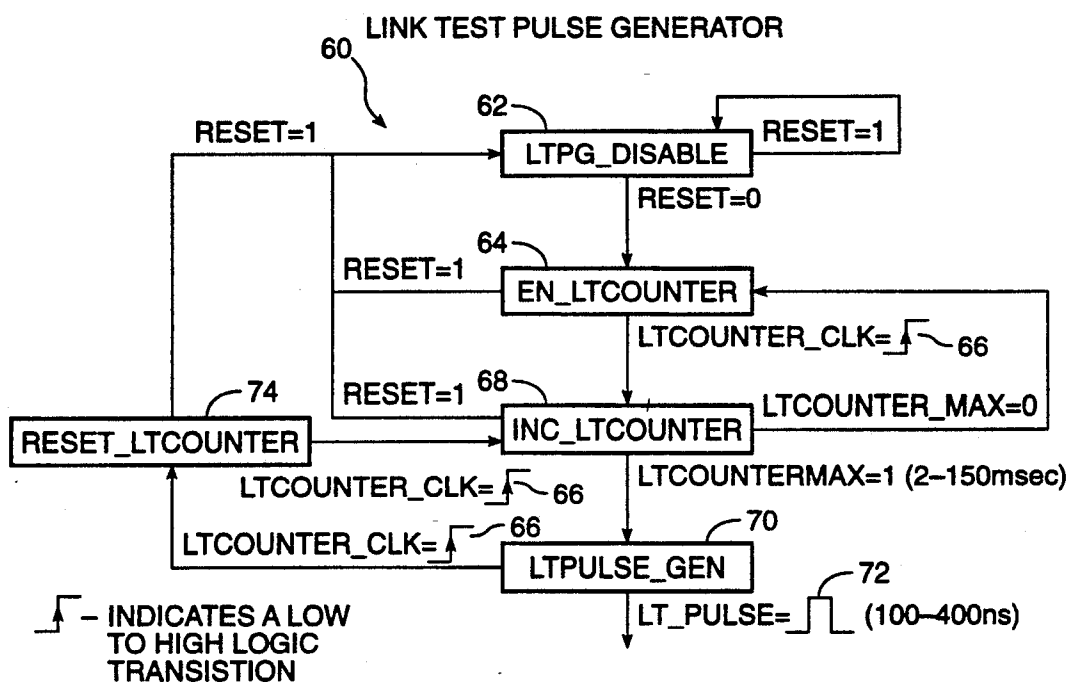 LINK TEST PULSE GENERATOR
60
62
RESET=1
LTPG_DISABLE
RESET=1
RESET=0
64
RESET=1
EN_LTCOUNTER
LTCOUNTER_CLK=
66
74
RESET=1
68
LTCOUNTER_MAX=0
RESET_LTCOUNTER
INC_LTCOUNTER
LTCOUNTER_CLK=
66
LTCOUNTERMAX=1 (2–150msec)
LTCOUNTER_CLK=
66
70
LTPULSE_GEN
72
LT_PULSE=
(100–400ns)
– INDICATES A LOW
TO HIGH LOGIC
TRANSISTION